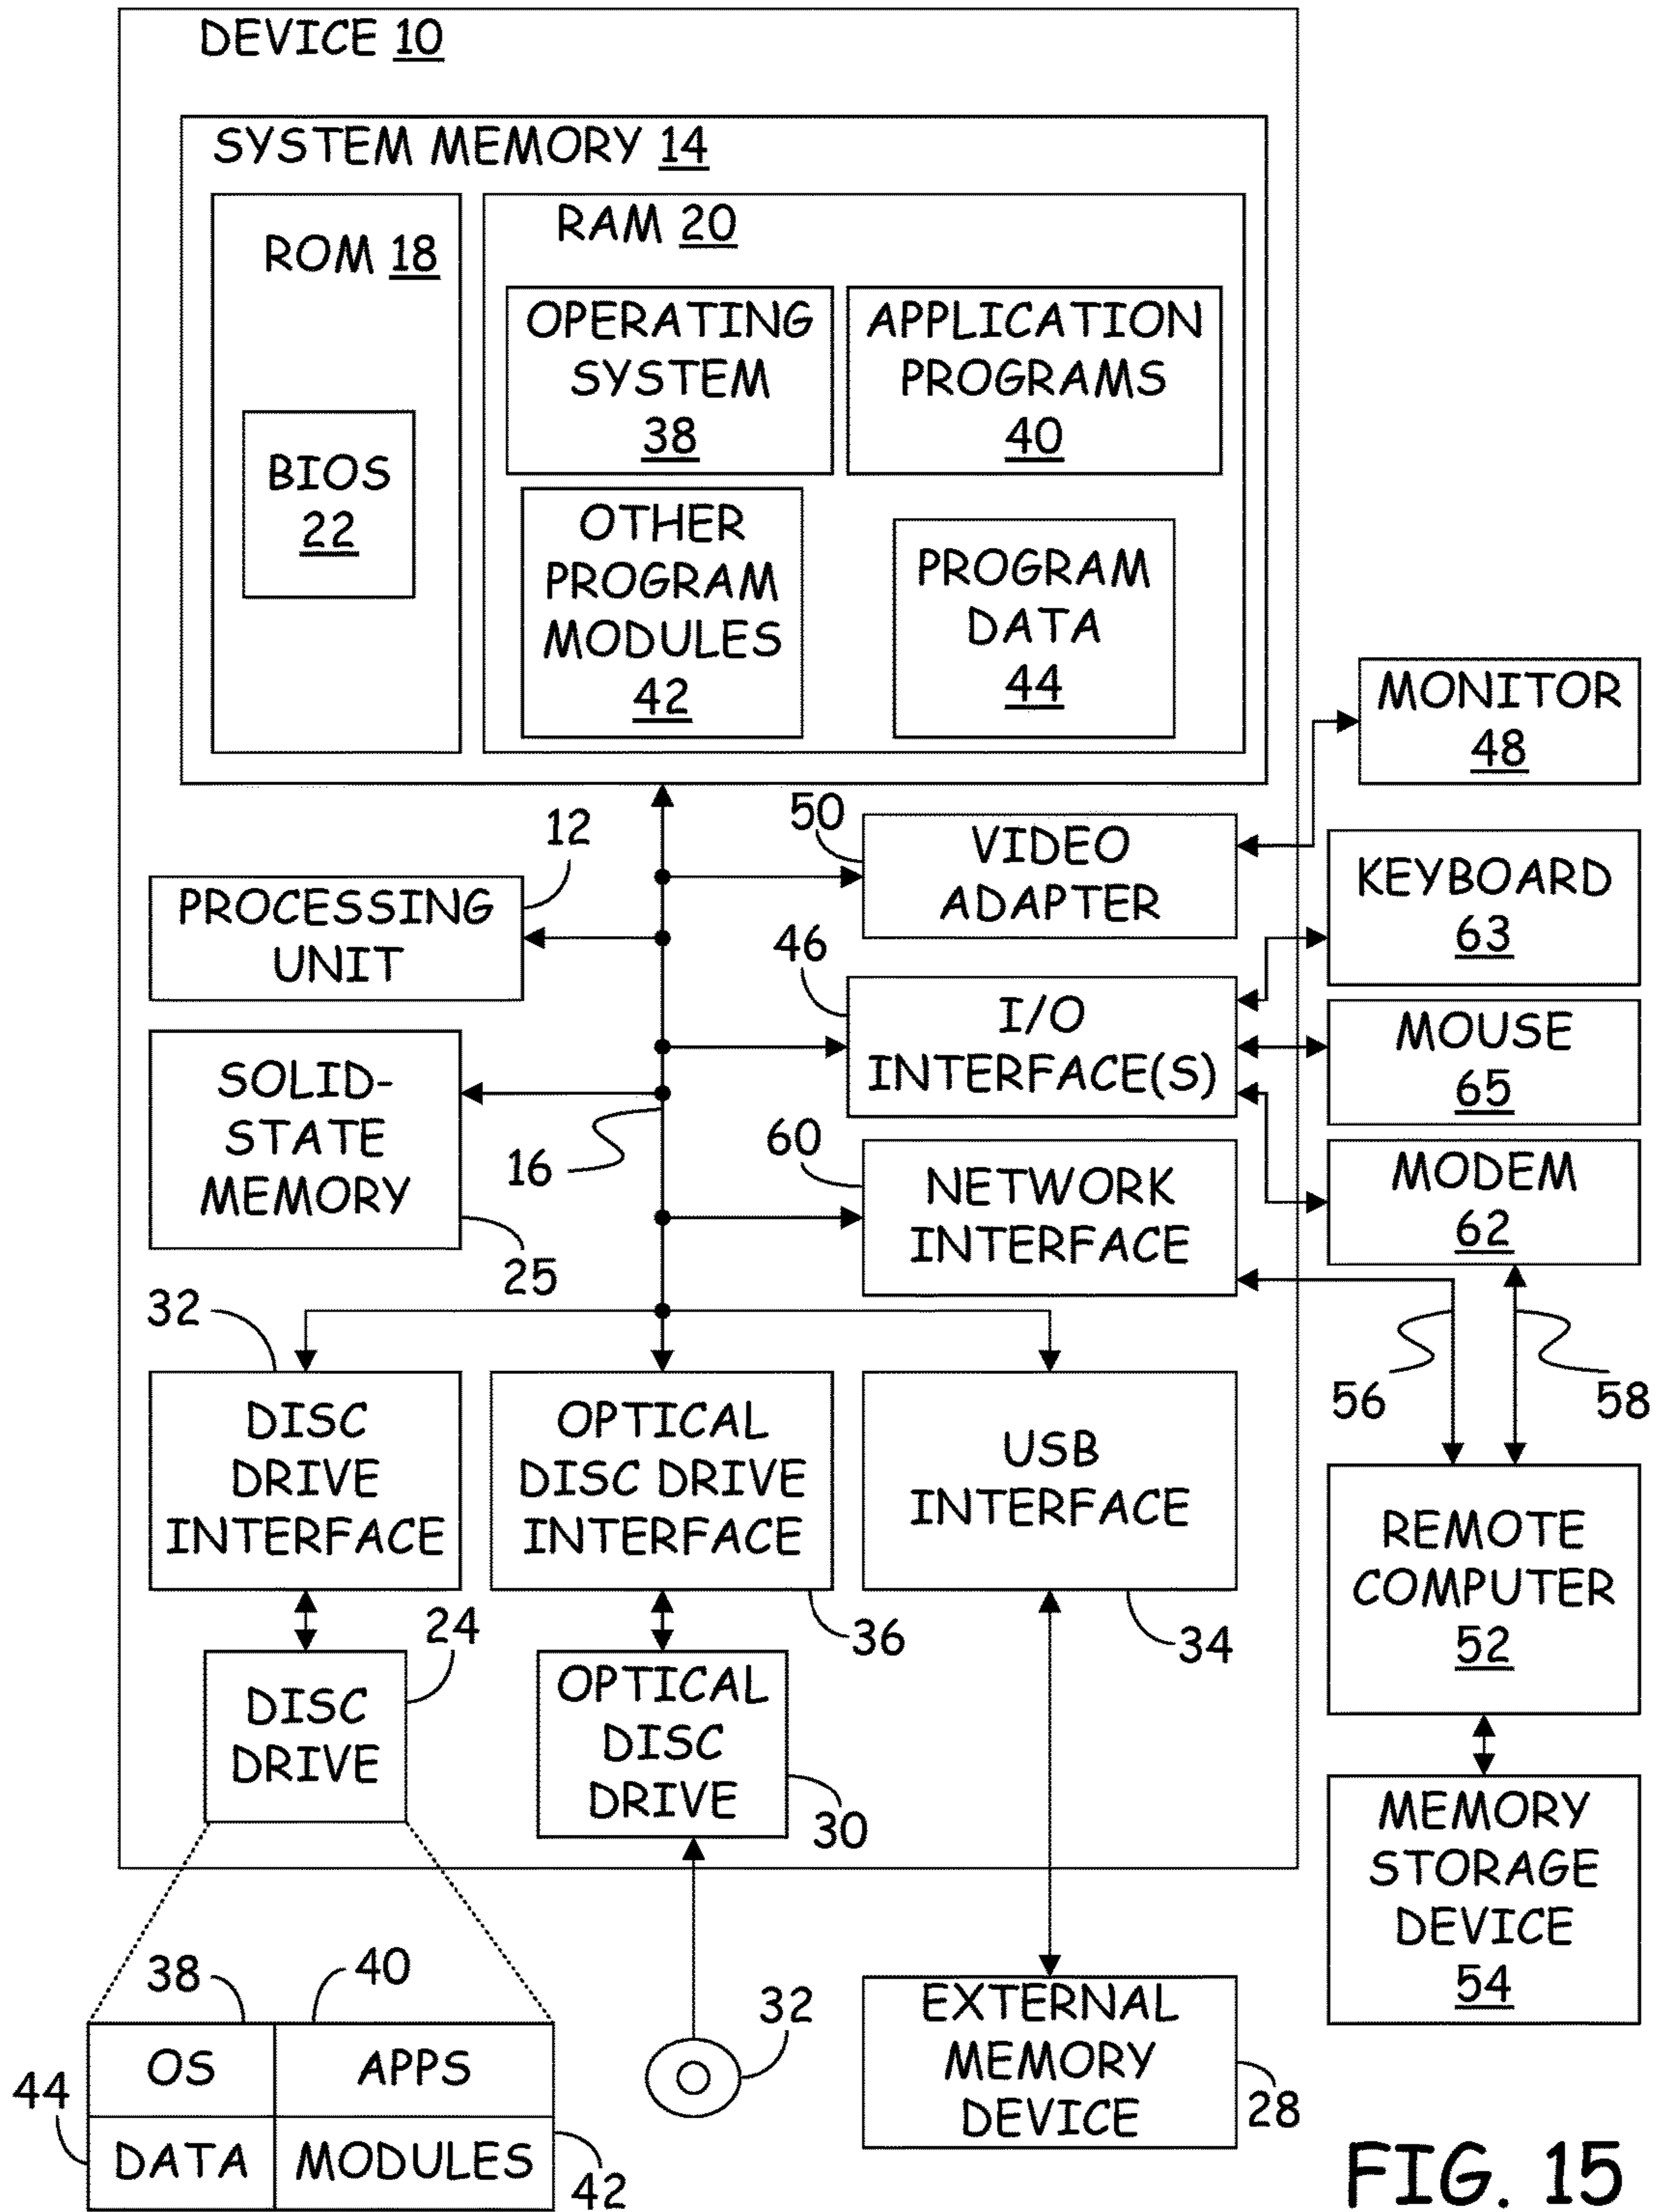 DEVICE 10
SYSTEM MEMORY 14
ROM 18
BIOS
22
RAM 20
OPERATING
SYSTEM
38
APPLICATION
PROGRAMS
40
OTHER
PROGRAM
MODULES
42
PROGRAM
DATA
44
MONITOR
48
12
PROCESSING
UNIT
50
VIDEO
ADAPTER
KEYBOARD
63
46
I/O
INTERFACE(S)
MOUSE
65
SOLID-
STATE
MEMORY
25
16
60
NETWORK
INTERFACE
MODEM
62
56
58
32
DISC
DRIVE
INTERFACE
OPTICAL
DISC DRIVE
INTERFACE
36
USB
INTERFACE
34
REMOTE
COMPUTER
52
24
DISC
DRIVE
OPTICAL
DISC
DRIVE
30
MEMORY
STORAGE
DEVICE
54
38
40
OS
APPS
44
DATA
MODULES
42
32
EXTERNAL
MEMORY
DEVICE
28
FIG. 15